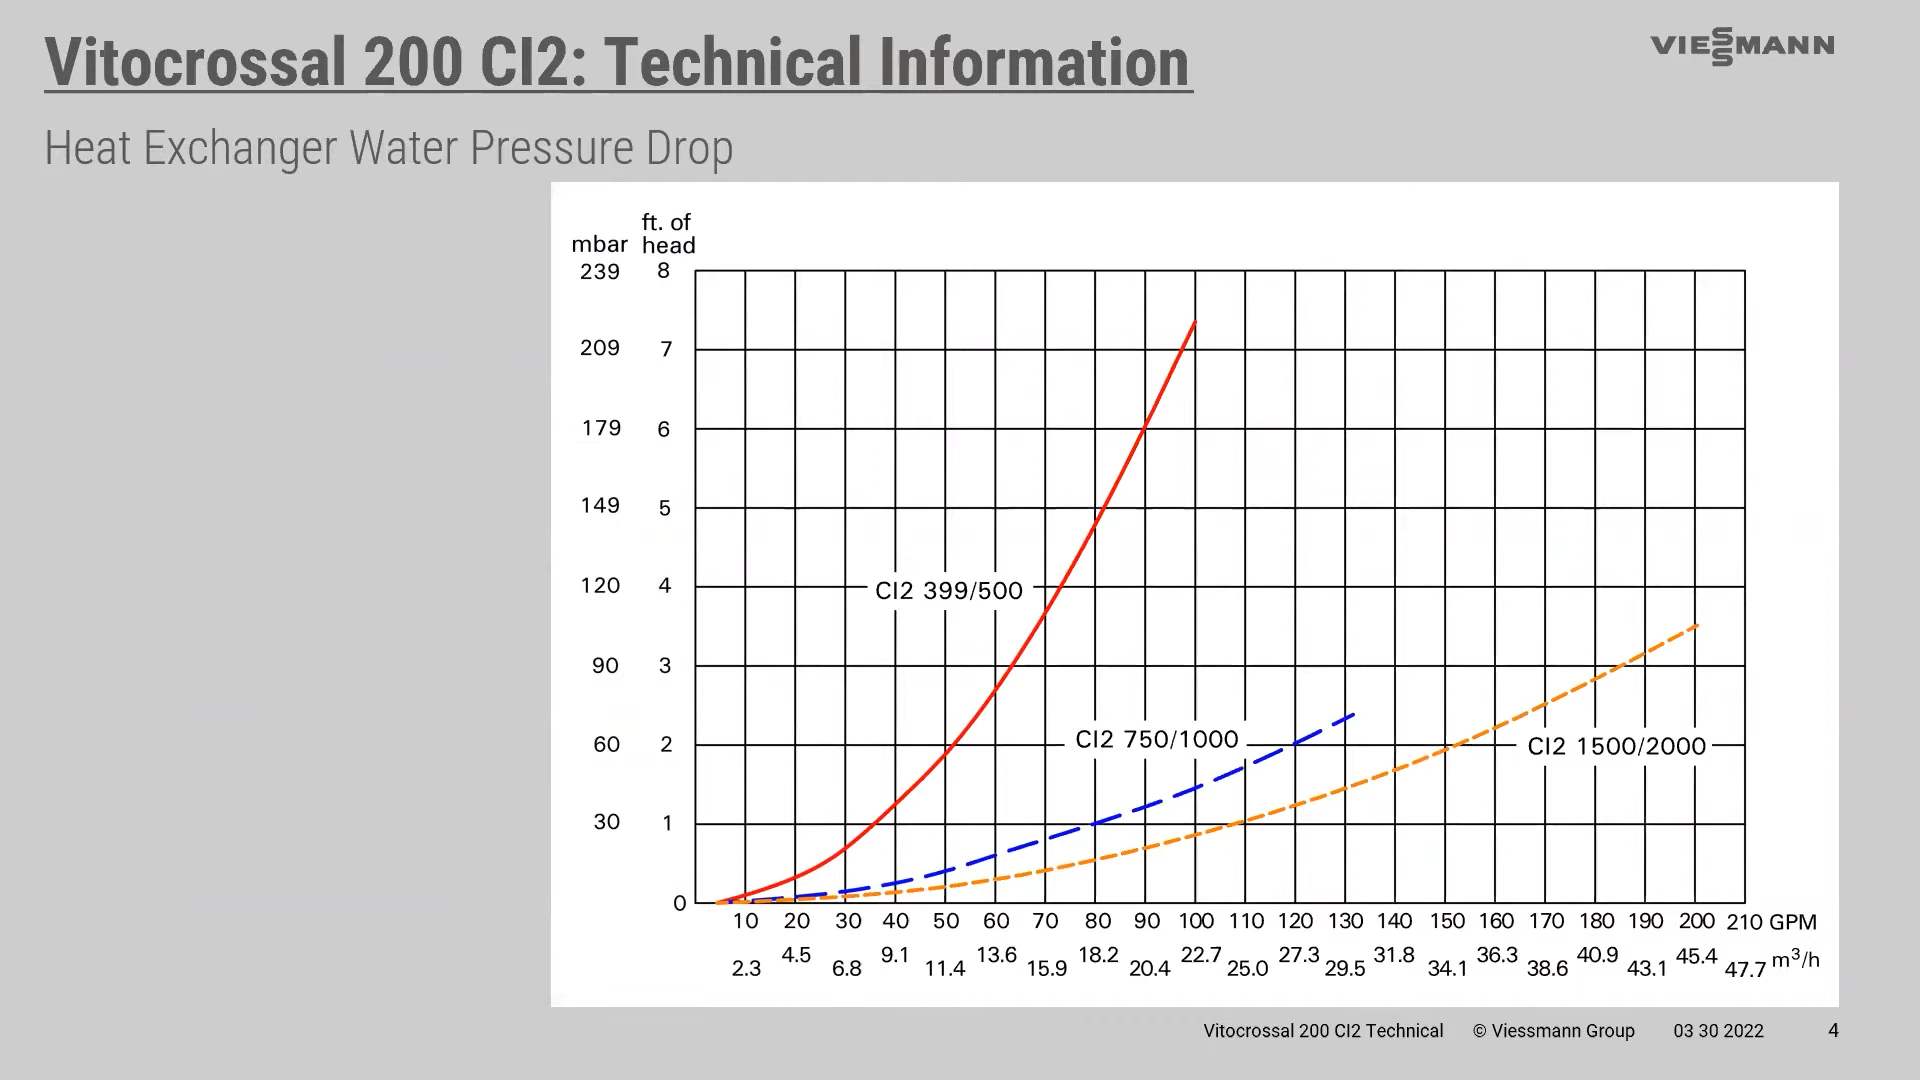 Vitocrossal 200 CI2: Technical Information
VIESSMANN
Heat Exchanger Water Pressure Drop
ft. of
mbar head
239 8
209 7
179 6
149 5
120 4
CI2 399/500
90 3
CI2 750/1000
60 2
CI2 1500/2000
30 1
0
10 20 30 40 50 60 70 80 90 100 110 120 130 140 150 160 170 180 190 200 210 GPM
2.3 4.5 6.8 9.1 11.4 13.6 15.9 18.2 20.4 22.7 25.0 27.3 29.5 31.8 34.1 36.3 38.6 40.9 43.1 45.4 47.7 m³/h
Vitocrossal 200 CI2 Technical © Viessmann Group 03 30 2022 4